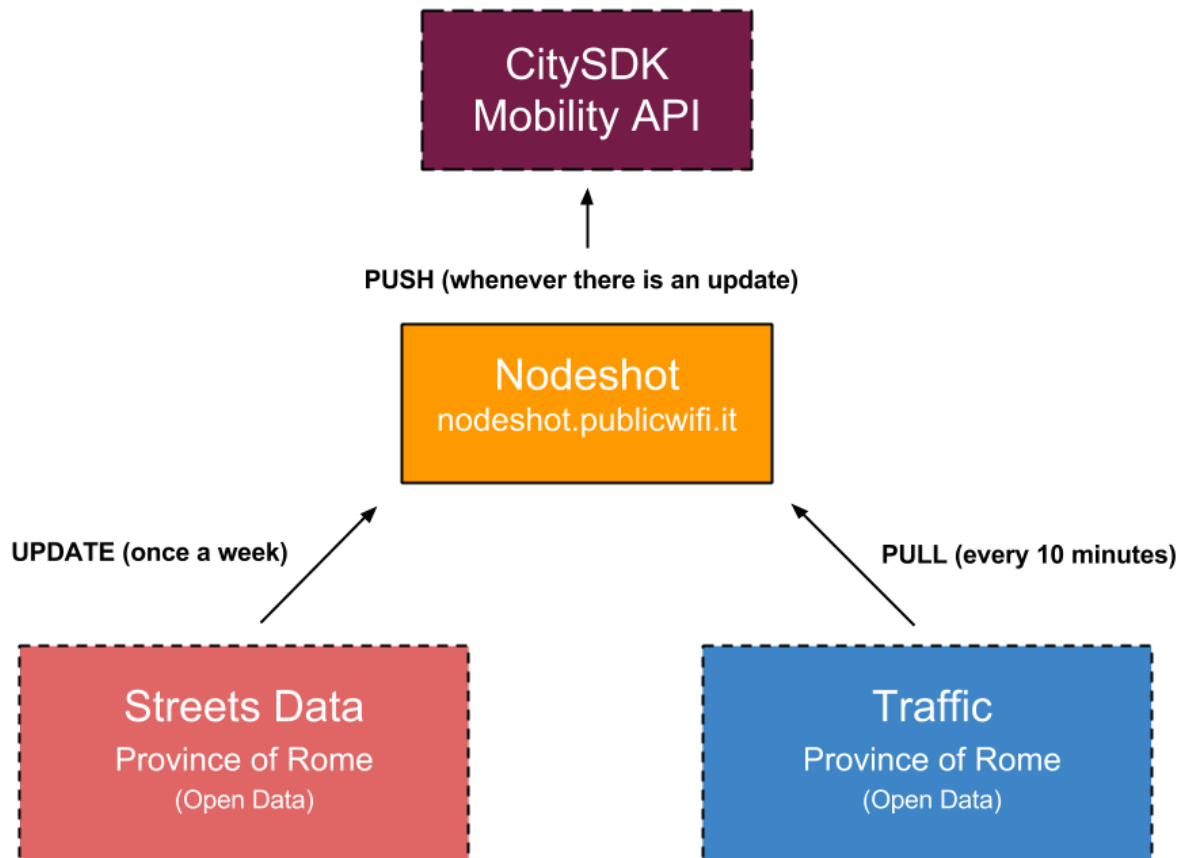 CitySDK
Mobility API
PUSH (whenever there is an update)
Nodeshot
nodeshot.publicwifi.it
UPDATE (once a week)
PULL (every 10 minutes)
Streets Data
Province of Rome
(Open Data)
Traffic
Province of Rome
(Open Data)